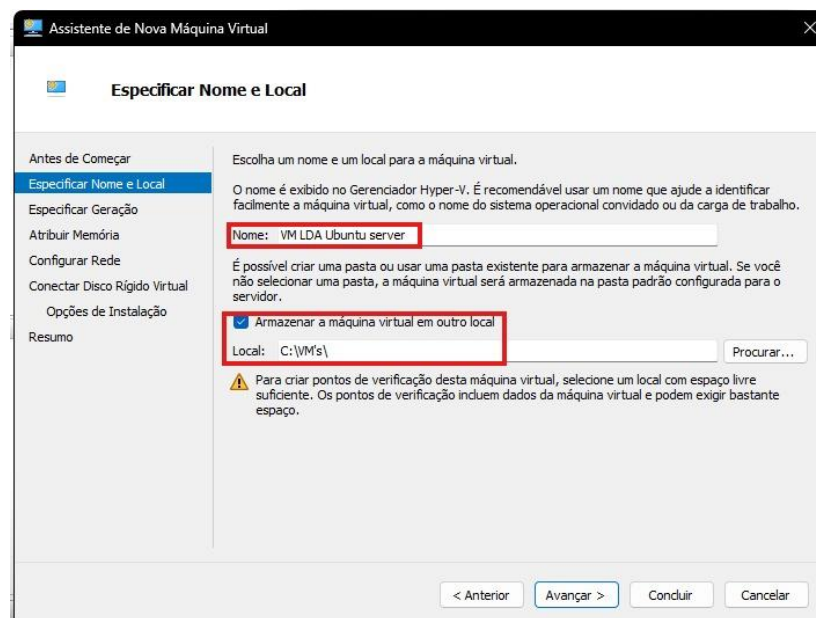 Assistente de Nova Máquina Virtual
Especificar Nome e Local
Antes de Começar
Especificar Nome e Local
Especificar Geração
Atribuir Memória
Configurar Rede
Conectar Disco Rígido Virtual
Opções de Instalação
Resumo
Escolha um nome e um local para a máquina virtual.
O nome é exibido no Gerenciador Hyper-V. É recomendável usar um nome que ajude a identificar
facilmente a máquina virtual, como o nome do sistema operacional convidado ou da carga de trabalho.
Nome: VM LDA Ubuntu server
É possível criar uma pasta ou usar uma pasta existente para armazenar a máquina virtual. Se você
não selecionar uma pasta, a máquina virtual será armazenada na pasta padrão configurada para o
servidor.
Armazenar a máquina virtual em outro local
Local: C:\VM's\
Procurar...
Para criar pontos de verificação desta máquina virtual, selecione um local com espaço livre
suficiente. Os pontos de verificação incluem dados da máquina virtual e podem exigir bastante
espaço.
< Anterior
Avançar >
Concluir
Cancelar